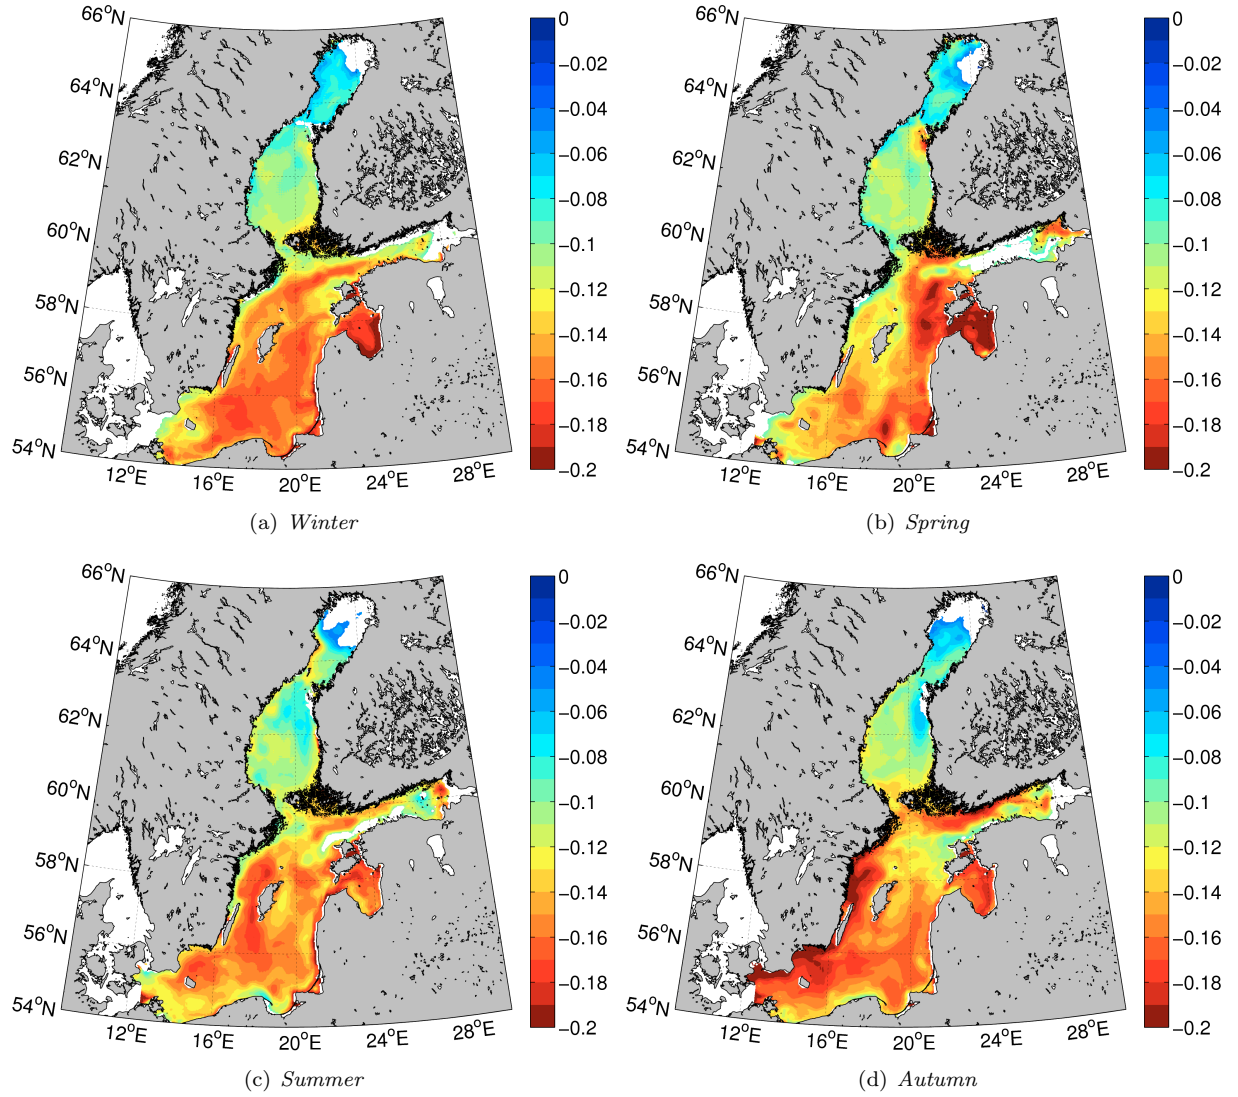 66°N
64°N
62°N
60°N
58°N
56°N
54°N
12°E
16°E
20°E
24°E
28°E
0
−0.02
−0.04
−0.06
−0.08
−0.1
−0.12
−0.14
−0.16
−0.18
−0.2
(a) Winter
66°N
64°N
62°N
60°N
58°N
56°N
54°N
12°E
16°E
20°E
24°E
28°E
0
−0.02
−0.04
−0.06
−0.08
−0.1
−0.12
−0.14
−0.16
−0.18
−0.2
(b) Spring
66°N
64°N
62°N
60°N
58°N
56°N
54°N
12°E
16°E
20°E
24°E
28°E
0
−0.02
−0.04
−0.06
−0.08
−0.1
−0.12
−0.14
−0.16
−0.18
−0.2
(c) Summer
66°N
64°N
62°N
60°N
58°N
56°N
54°N
12°E
16°E
20°E
24°E
28°E
0
−0.02
−0.04
−0.06
−0.08
−0.1
−0.12
−0.14
−0.16
−0.18
−0.2
(d) Autumn